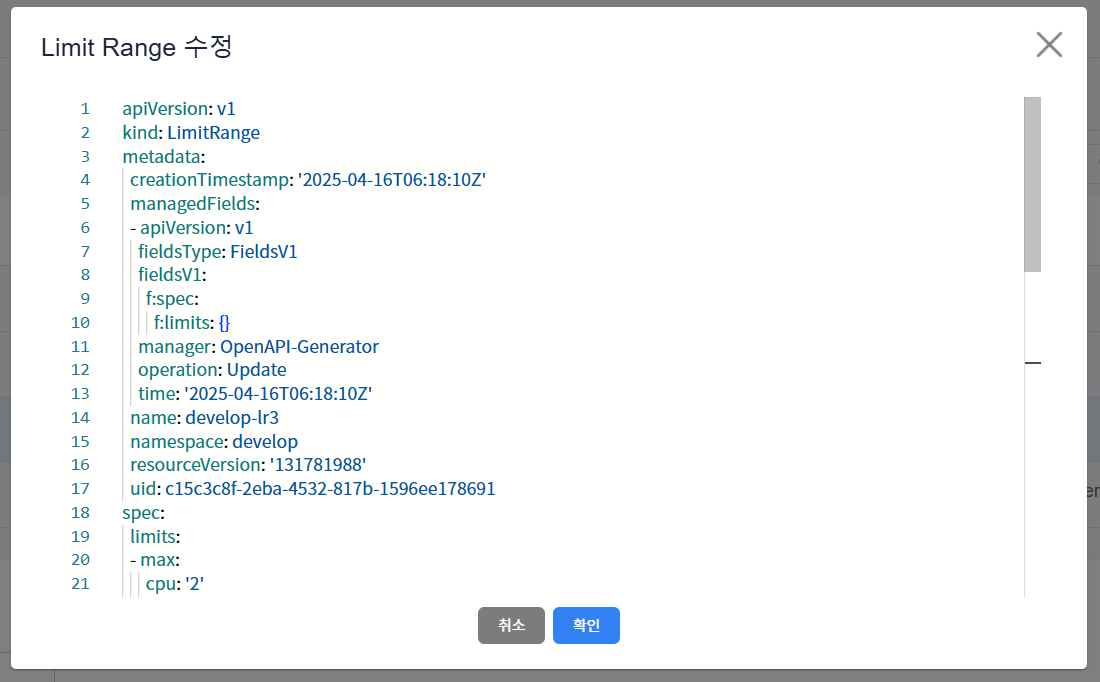 Limit Range 수정
1 apiVersion: v1
2 kind: LimitRange
3 metadata:
4 creationTimestamp: '2025-04-16T06:18:10Z'
5 managedFields:
6 - apiVersion: v1
7 fieldsType: FieldsV1
8 fieldsV1:
9 f:spec:
10 f:limits: {}
11 manager: OpenAPI-Generator
12 operation: Update
13 time: '2025-04-16T06:18:10Z'
14 name: develop-lr3
15 namespace: develop
16 resourceVersion: '131781988'
17 uid: c15c3c8f-2eba-4532-817b-1596ee178691
18 spec:
19 limits:
20 - max:
21 cpu: '2'
취소 확인